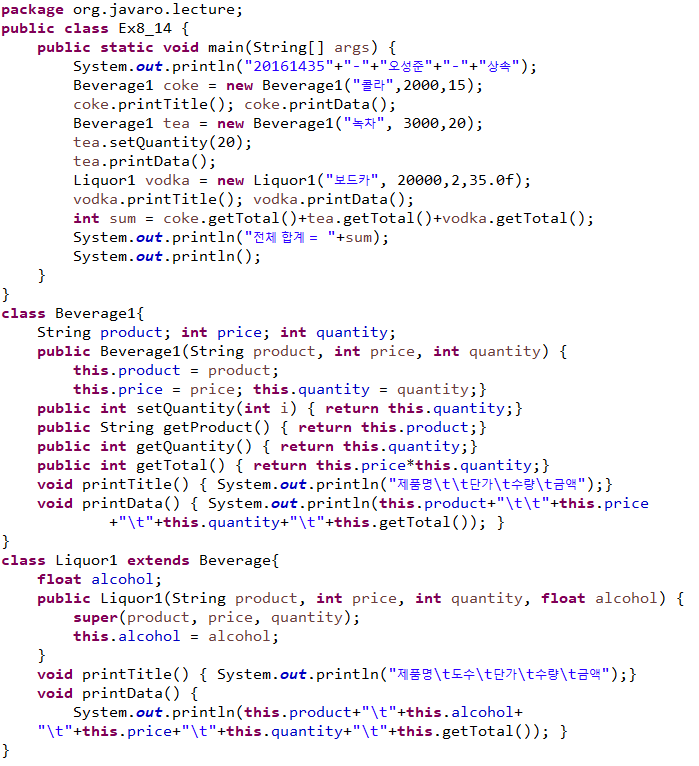 package org.javaro.lecture;
public class Ex8_14 {
    public static void main(String[] args) {
        System.out.println("20161435"+"-"+"오성준"+"-"+"상속");
        Beverage1 coke = new Beverage1("콜라",2000,15);
        coke.printTitle(); coke.printData();
        Beverage1 tea = new Beverage1("녹차", 3000,20);
        tea.setQuantity(20);
        tea.printData();
        Liquor1 vodka = new Liquor1("보드카", 20000,2,35.0f);
        vodka.printTitle(); vodka.printData();
        int sum = coke.getTotal()+tea.getTotal()+vodka.getTotal();
        System.out.println("전체 합계 = "+sum);
        System.out.println();
    }
}
class Beverage1{
    String product; int price; int quantity;
    public Beverage1(String product, int price, int quantity) {
        this.product = product;
        this.price = price; this.quantity = quantity;}
    public int setQuantity(int i) { return this.quantity;}
    public String getProduct() { return this.product;}
    public int getQuantity() { return this.quantity;}
    public int getTotal() { return this.price*this.quantity;}
    void printTitle() { System.out.println("제품명\t\t단가\t수량\t금액");}
    void printData() { System.out.println(this.product+"\t\t"+this.price
            +"\t"+this.quantity+"\t"+this.getTotal()); }
}
class Liquor1 extends Beverage{
    float alcohol;
    public Liquor1(String product, int price, int quantity, float alcohol) {
        super(product, price, quantity);
        this.alcohol = alcohol;
    }
    void printTitle() { System.out.println("제품명\t도수\t단가\t수량\t금액");}
    void printData() {
        System.out.println(this.product+"\t"+this.alcohol+
    "\t"+this.price+"\t"+this.quantity+"\t"+this.getTotal()); }
}